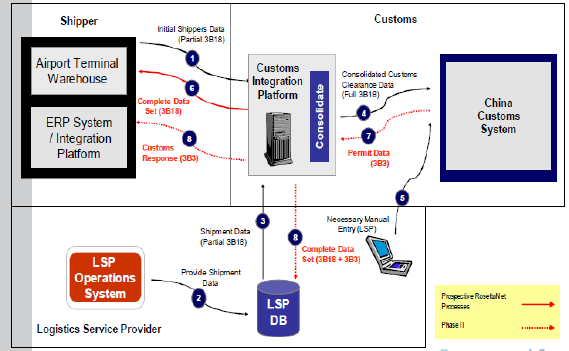 Shipper
Customs
Initial Shippers Data
(Partial 3B18)
1
Airport Terminal
Warehouse
6
Complete Data
Set (3B18)
ERP System
/ Integration
Platform
8
Customs
Response (3B3)
Customs
Integration
Platform
Consolidate
Consolidated Customs
Clearance Data
(Full 3B18)
4
7
Permit Data
(3B3)
China
Customs
System
5
Necessary Manual
Entry (LSP)
3
Shipment Data
(Partial 3B18)
8
Complete Data
Set (3B18 + 3B3)
LSP
Operations
System
Provide Shipment
Data
2
LSP
DB
Logistics Service Provider
Prospective RosettaNet
Processes
Phase II